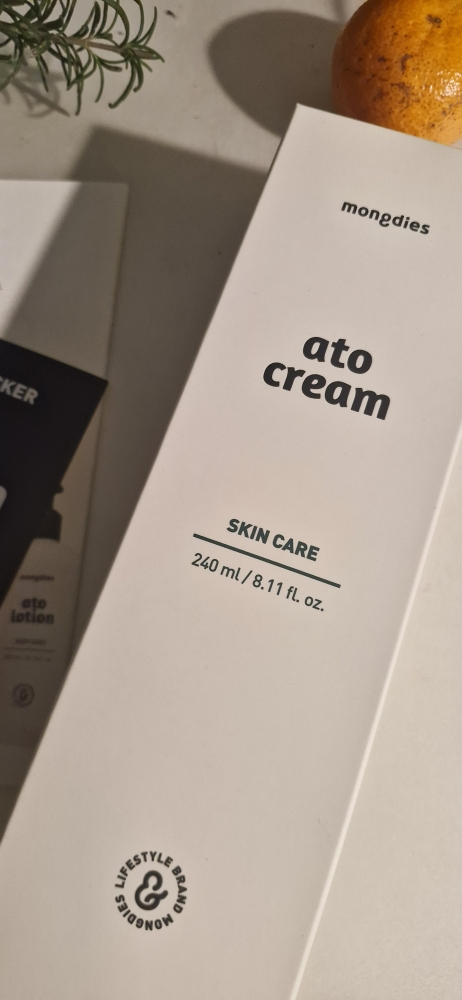 mongdies
ato
cream
SKIN CARE
240 ml / 8.11 fl. oz.
LIFESTYLE BRAND MONGDIES
&
CKER
mongdies
ato
lotion